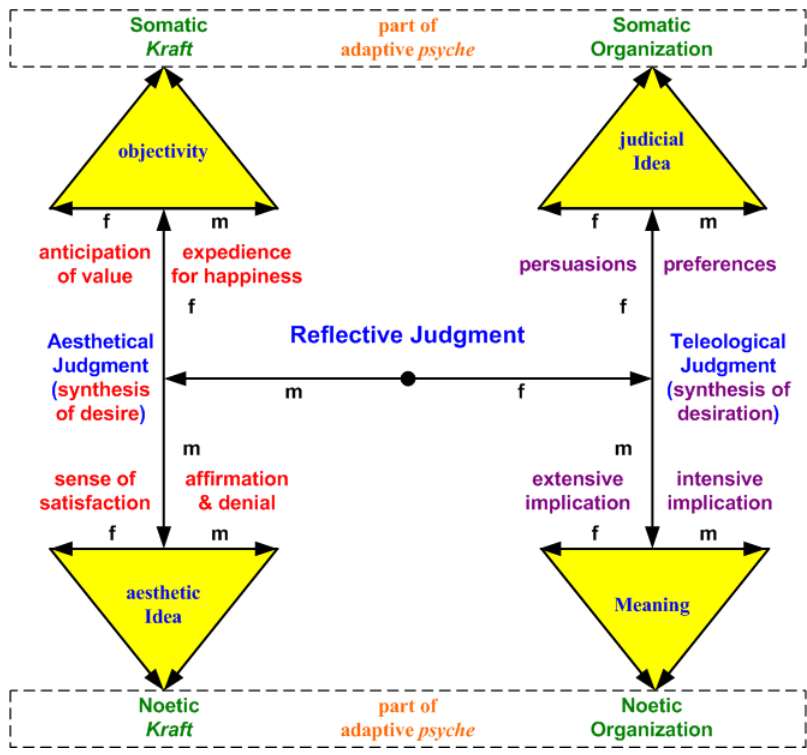 Somatic part of Somatic
Kraft adaptive psyche Organization
objectivity judicial
Idea
f m f m
anticipation expedience
of value for happiness
persuasions preferences
f f
Reflective Judgment
Aesthetical
Judgment
(synthesis
of desire)
Teleological
Judgment
(synthesis of
desiration)
m f
m m
sense of affirmation
satisfaction & denial
extensive intensive
implication implication
f m f m
aesthetic
Idea
Meaning
Noetic part of Noetic
Kraft adaptive psyche Organization